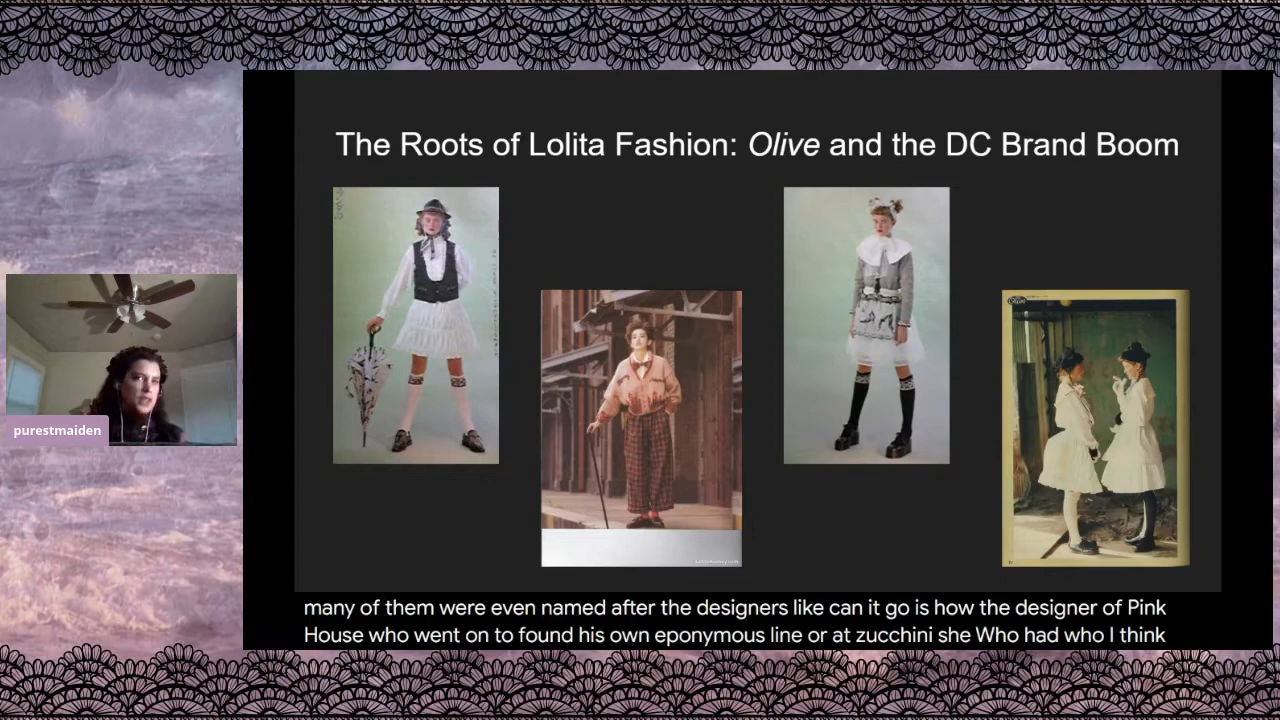 The Roots of Lolita Fashion: Olive and the DC Brand Boom
purestmaiden
many of them were even named after the designers like can it go is how the designer of Pink
House who went on to found his own eponymous line or at zucchini she Who had who I think